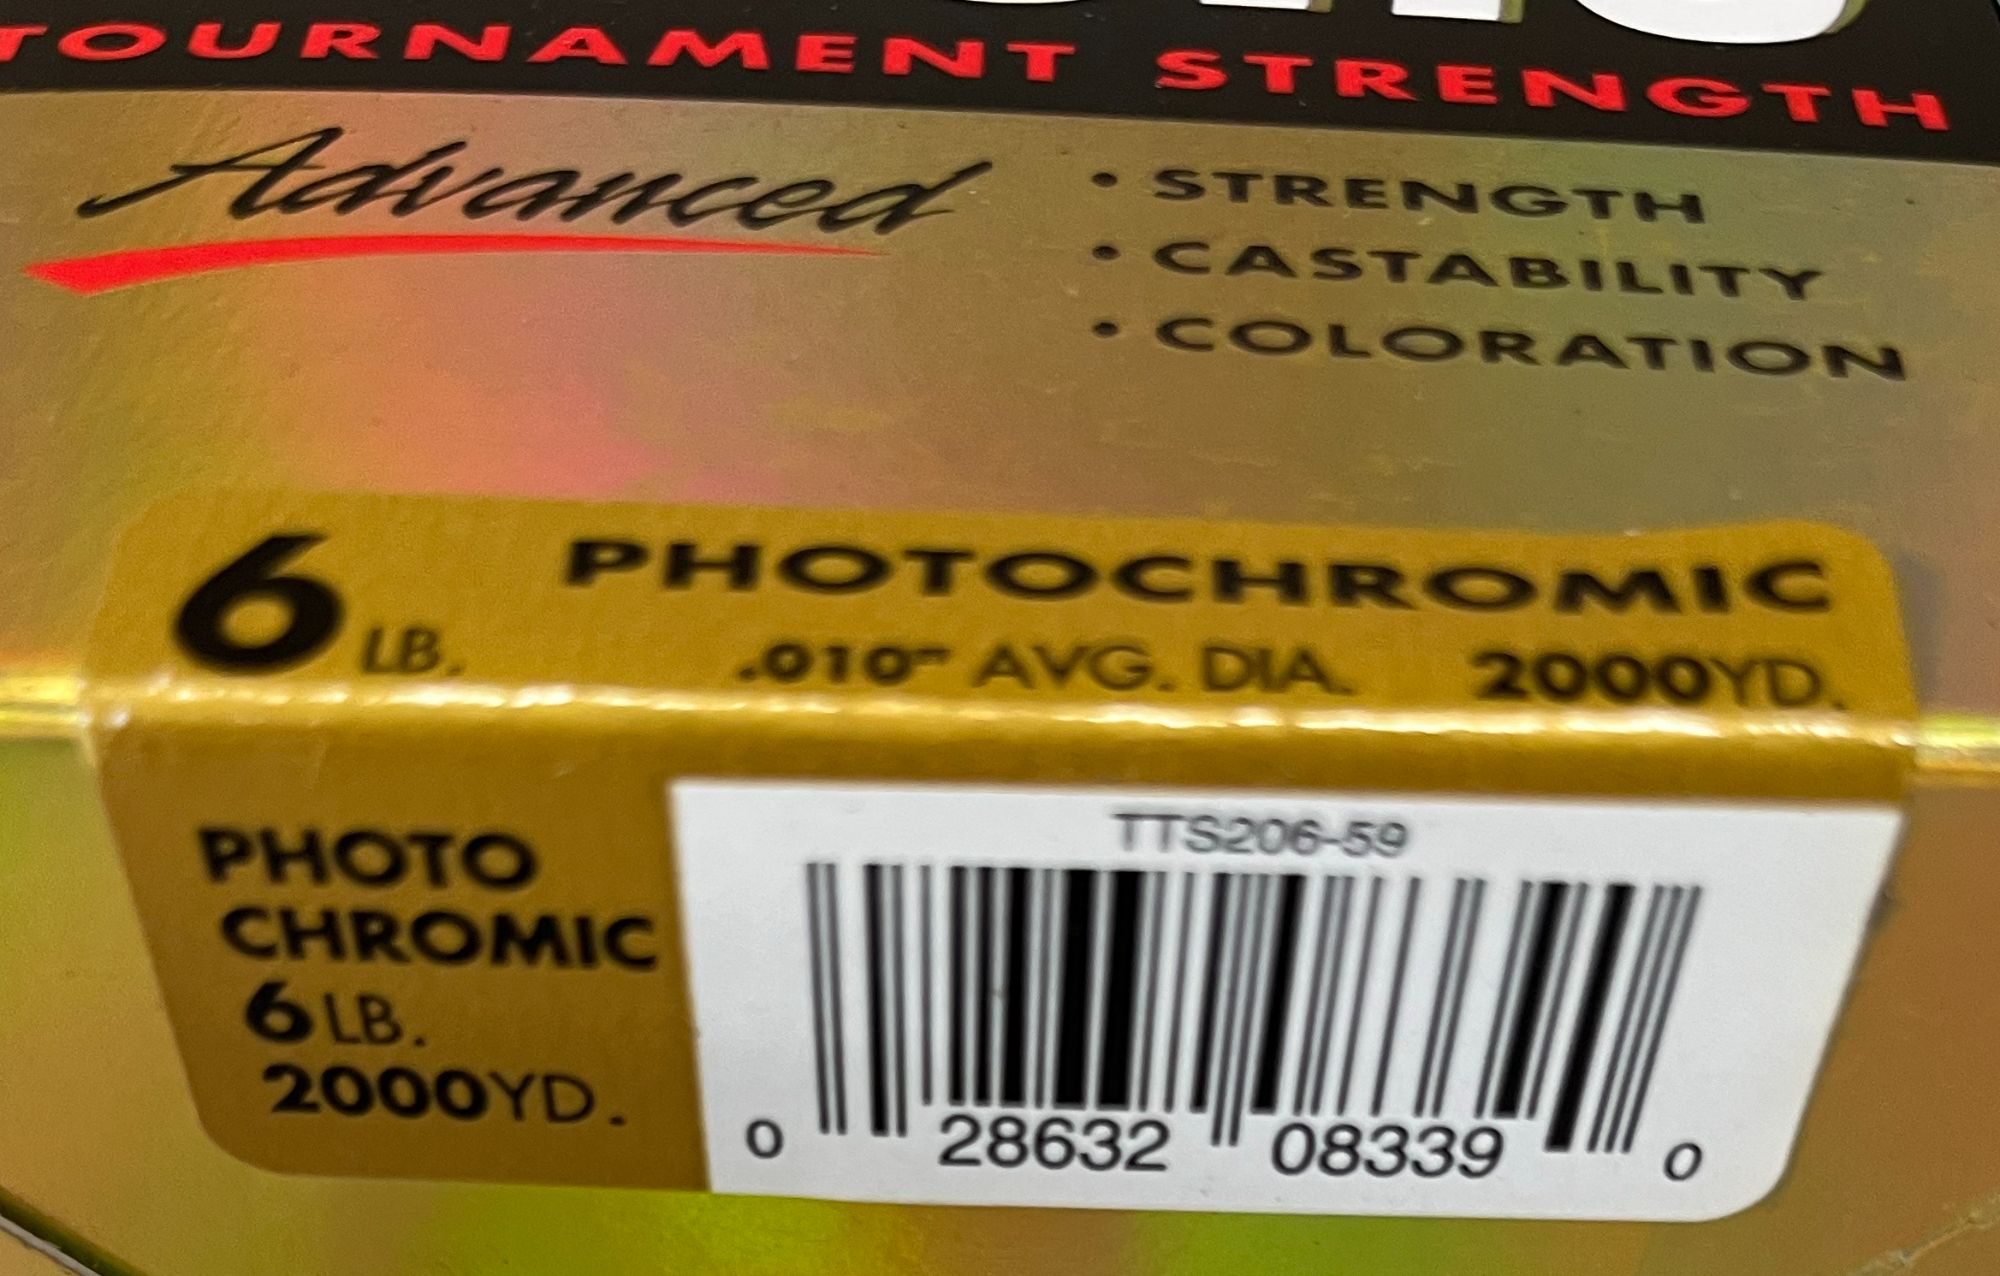 TOURNAMENT STRENGTH
Advanced
• STRENGTH
• CASTABILITY
• COLORATION
6 LB. PHOTOCHROMIC
.010" AVG. DIA. 2000YD.
PHOTO
CHROMIC
6 LB.
2000YD.
TTS206-59
0 28632 08339 0